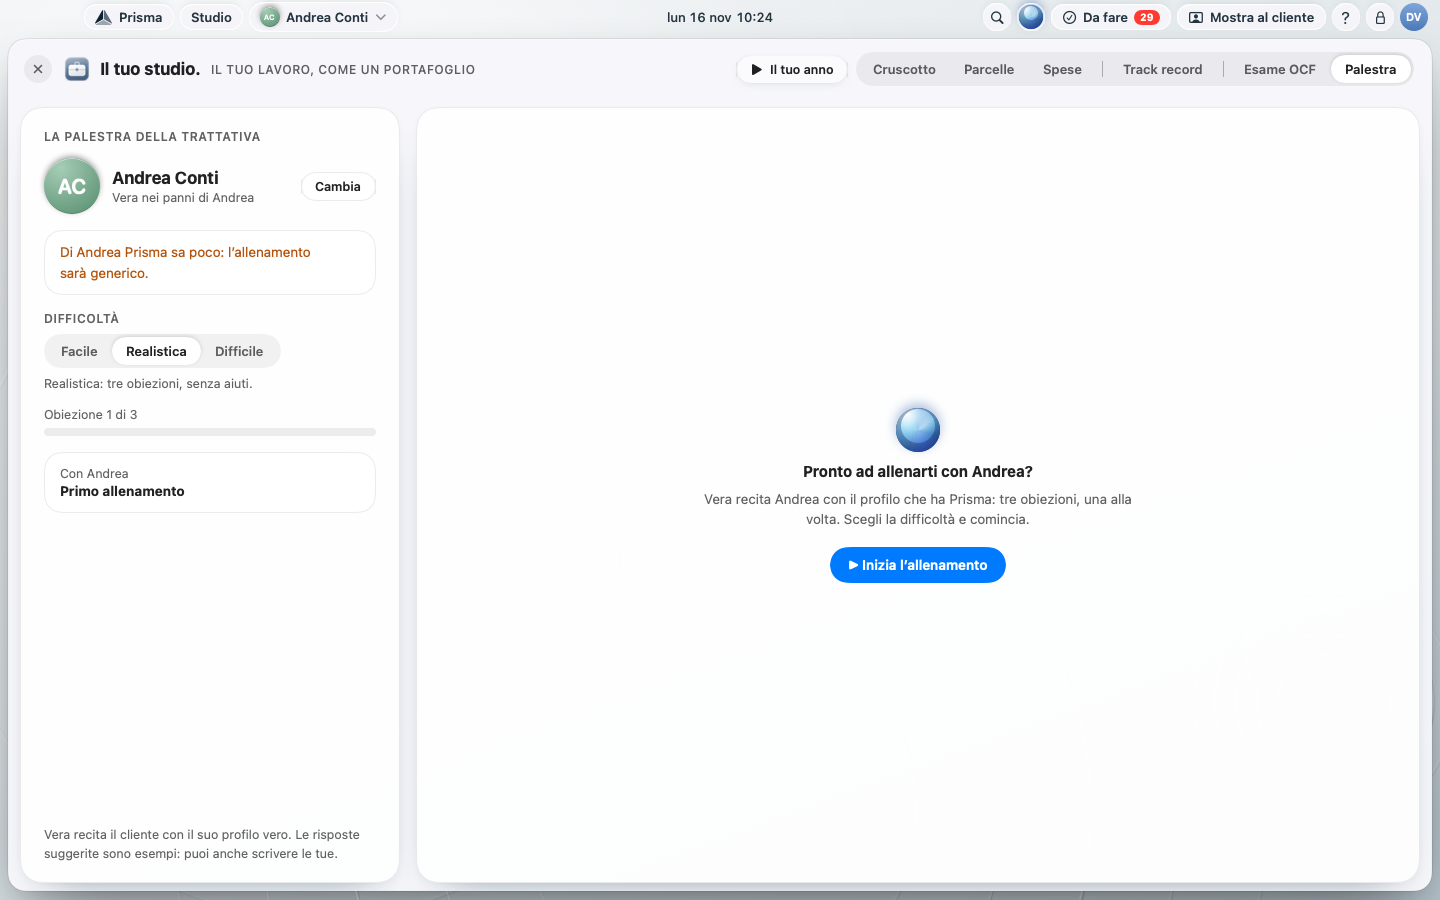 Prisma
Studio
AC
Andrea Conti
lun 16 nov 10:24
Da fare 29
Mostra al cliente
?
DV
Il tuo studio. IL TUO LAVORO, COME UN PORTAFOGLIO
Il tuo anno
Cruscotto
Parcelle
Spese
Track record
Esame OCF
Palestra
LA PALESTRA DELLA TRATTATIVA
AC
Andrea Conti
Vera nei panni di Andrea
Cambia
Di Andrea Prisma sa poco: l’allenamento
sarà generico.
DIFFICOLTÀ
Facile
Realistica
Difficile
Realistica: tre obiezioni, senza aiuti.
Obiezione 1 di 3
Con Andrea
Primo allenamento
Vera recita il cliente con il suo profilo vero. Le risposte
suggerite sono esempi: puoi anche scrivere le tue.
Pronto ad allenarti con Andrea?
Vera recita Andrea con il profilo che ha Prisma: tre obiezioni, una alla
volta. Scegli la difficoltà e comincia.
Inizia l’allenamento